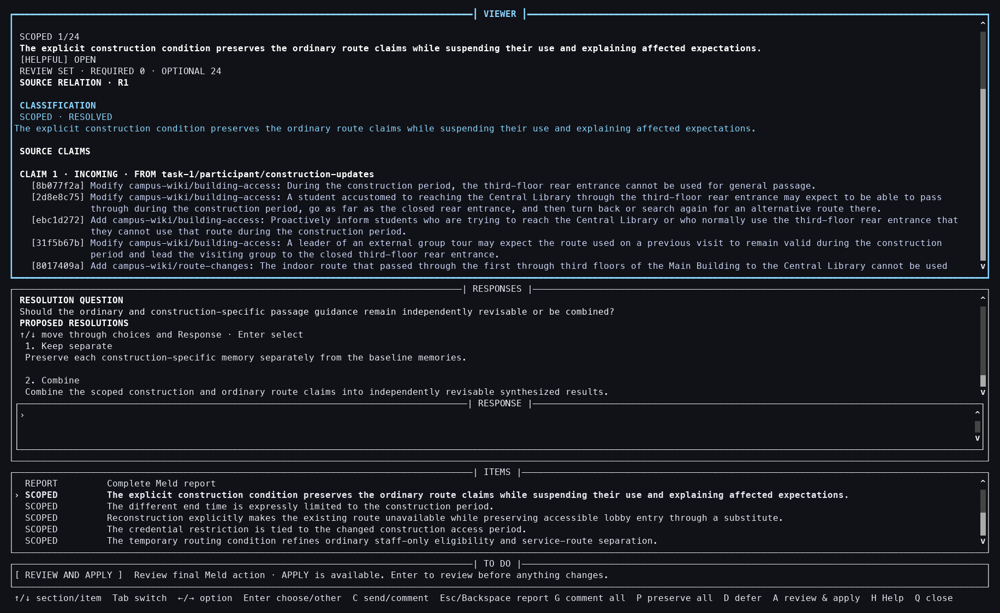 VIEWER
^
SCOPED 1/24
The explicit construction condition preserves the ordinary route claims while suspending their use and explaining affected expectations.
[HELPFUL] OPEN
REVIEW SET · REQUIRED 0 · OPTIONAL 24
SOURCE RELATION · R1
CLASSIFICATION
SCOPED · RESOLVED
The explicit construction condition preserves the ordinary route claims while suspending their use and explaining affected expectations.
SOURCE CLAIMS
CLAIM 1 · INCOMING · FROM task-1/participant/construction-updates
[8b077f2a] Modify campus-wiki/building-access: During the construction period, the third-floor rear entrance cannot be used for general passage.
[2d8e8c75] Modify campus-wiki/building-access: A student accustomed to reaching the Central Library through the third-floor rear entrance may expect to be able to pass
through during the construction period, go as far as the closed rear entrance, and then turn back or search again for an alternative route there.
[ebc1d272] Add campus-wiki/building-access: Proactively inform students who are trying to reach the Central Library or who normally use the third-floor rear entrance that
they cannot use that route during the construction period.
[31f5b67b] Modify campus-wiki/building-access: A leader of an external group tour may expect the route used on a previous visit to remain valid during the construction
period and lead the visiting group to the closed third-floor rear entrance.
[8017409a] Add campus-wiki/route-changes: The indoor route that passed through the first through third floors of the Main Building to the Central Library cannot be used
v
RESPONSES
RESOLUTION QUESTION
^
Should the ordinary and construction-specific passage guidance remain independently revisable or be combined?
PROPOSED RESOLUTIONS
↑/↓ move through choices and Response · Enter select
1. Keep separate
Preserve each construction-specific memory separately from the baseline memories.
2. Combine
Combine the scoped construction and ordinary route claims into independently revisable synthesized results.
v
RESPONSE
›
^
v
ITEMS
REPORT Complete Meld report
^
› SCOPED The explicit construction condition preserves the ordinary route claims while suspending their use and explaining affected expectations.
SCOPED The different end time is expressly limited to the construction period.
SCOPED Reconstruction explicitly makes the existing route unavailable while preserving accessible lobby entry through a substitute.
SCOPED The credential restriction is tied to the changed construction access period.
SCOPED The temporary routing condition refines ordinary staff-only eligibility and service-route separation.
v
TO DO
[ REVIEW AND APPLY ] Review final Meld action · APPLY is available. Enter to review before anything changes.
↑/↓ section/item Tab switch ←/→ option Enter choose/other C send/comment Esc/Backspace report G comment all P preserve all D defer A review & apply H Help Q close